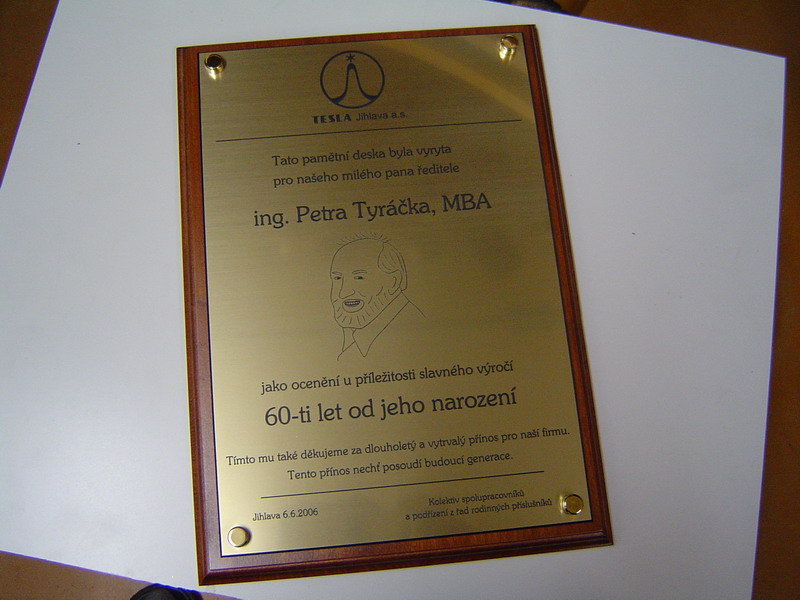 TESLA Jihlava a.s.
Tato pamětní deska byla vyryta
pro našeho milého pana ředitele
ing. Petra Tyráčka, MBA
jako ocenění u příležitosti slavného výročí
60-ti let od jeho narození
Tímto mu také děkujeme za dlouholetý a vytrvalý přínos pro naší firmu.
Tento přínos nechť posoudí budoucí generace.
Jihlava 6.6.2006
Kolektiv spolupracovníků
a podřízení z řad rodinných příslušníků